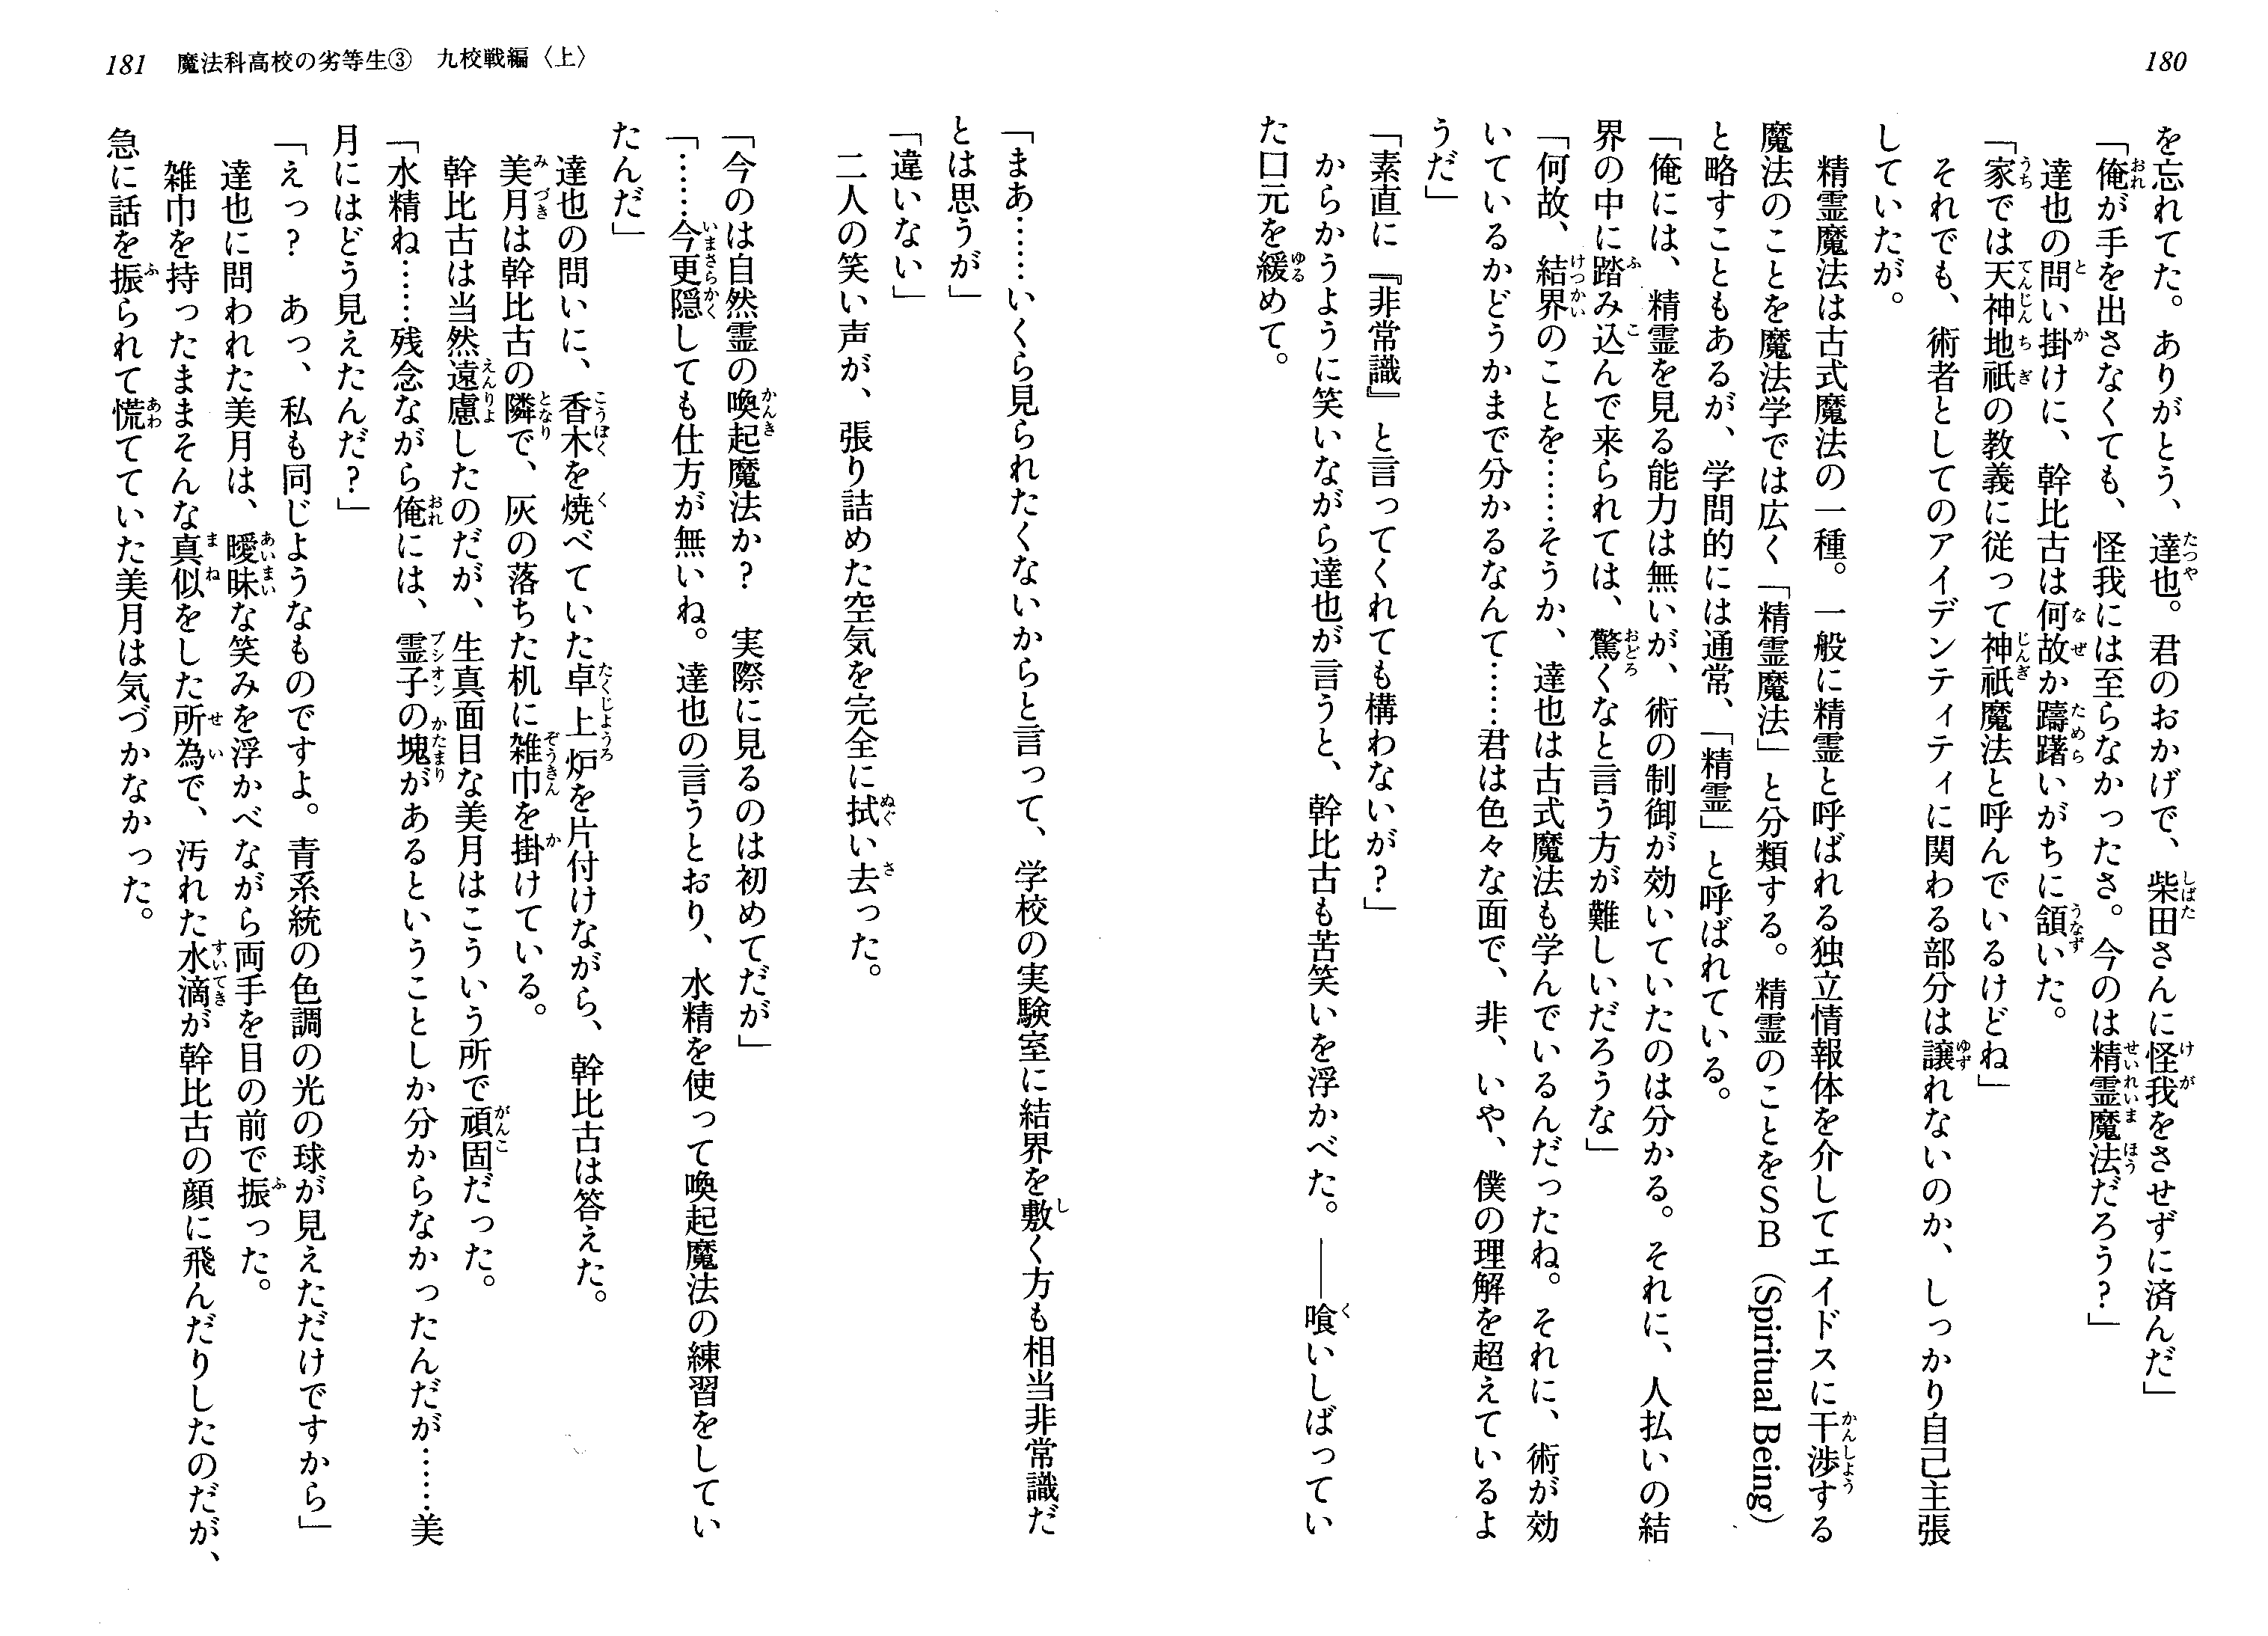 180
を忘れてた。ありがとう、達也。君のおかげで、柴田さんに怪我をさせずに済んだ」
「俺が手を出さなくても、怪我には至らなかったさ。今のは精霊魔法だろう？」
達也の問い掛けに、幹比古は何故か躊躇いがちに頷いた。
「家では天神地祇の教義に従って神祇魔法と呼んでいるけどね」
それでも、術者としてのアイデンティティに関わる部分は譲れないのか、しっかり自己主張
していたが。
精霊魔法は古式魔法の一種。一般に精霊と呼ばれる独立情報体を介してエイドスに干渉する
魔法のことを魔法学では広く「精霊魔法」と分類する。精霊のことをＳＢ（Spiritual Being）
と略すこともあるが、学問的には通常、「精霊」と呼ばれている。
「俺には、精霊を見る能力は無いが、術の制御が効いていたのは分かる。それに、人払いの結
界の中に踏み込んで来られては、驚くなと言う方が難しいだろうな」
「何故、結界のことを……そうか、達也は古式魔法も学んでいるんだったね。それに、術が効
いているかどうかまで分かるなんて……君は色々な面で、非、いや、僕の理解を超えているよ
うだ」
「素直に『非常識』と言ってくれても構わないが？」
からかうように笑いながら達也が言うと、幹比古も苦笑いを浮かべた。――喰いしばってい
た口元を緩めて。
181 魔法科高校の劣等生③ 九校戦編〈上〉
「まあ……いくら見られたくないからと言って、学校の実験室に結界を敷く方も相当非常識だ
とは思うが」
「違いない」
二人の笑い声が、張り詰めた空気を完全に拭い去った。
「今のは自然霊の喚起魔法か？　実際に見るのは初めてだが」
「……今更隠しても仕方が無いね。達也の言うとおり、水精を使って喚起魔法の練習をしてい
たんだ」
達也の問いに、香木を焼べていた卓上炉を片付けながら、幹比古は答えた。
美月は幹比古の隣で、灰の落ちた机に雑巾を掛けている。
幹比古は当然遠慮したのだが、生真面目な美月はこういう所で頑固だった。
「水精ね……残念ながら俺には、霊子の塊があるということしか分からなかったんだが……美
月にはどう見えたんだ？」
「えっ？　あっ、私も同じようなものですよ。青系統の色調の光の球が見えただけですから」
達也に問われた美月は、曖昧な笑みを浮かべながら両手を目の前で振った。
雑巾を持ったままそんな真似をした所為で、汚れた水滴が幹比古の顔に飛んだりしたのだが、
急に話を振られて慌てていた美月は気づかなかった。